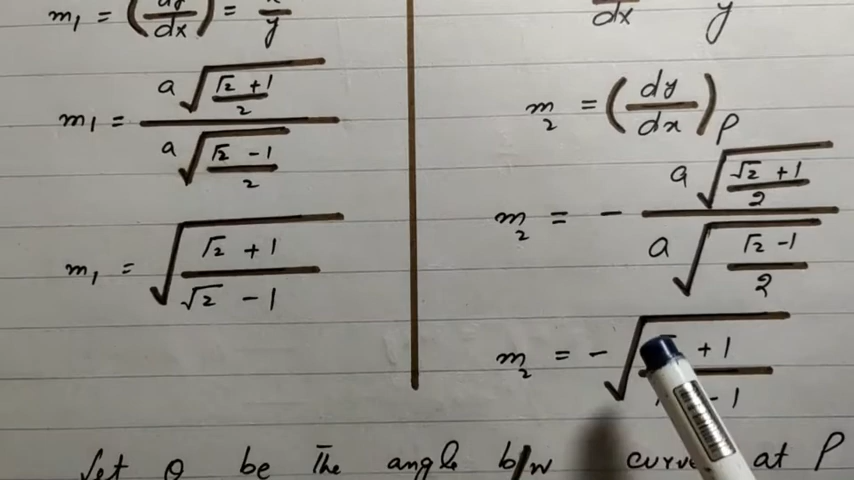 m₁ = (dy/dx) = x/y
m₁ = a√((√2 + 1)/2) / a√((√2 - 1)/2)
m₁ = √((√2 + 1)/(√2 - 1))
dx y
m₂ = (dy/dx)ₚ
m₂ = - a√((√2 + 1)/2) / a√((√2 - 1)/2)
m₂ = - √( + 1 / - 1)
Let θ be The angle b/w curve at P